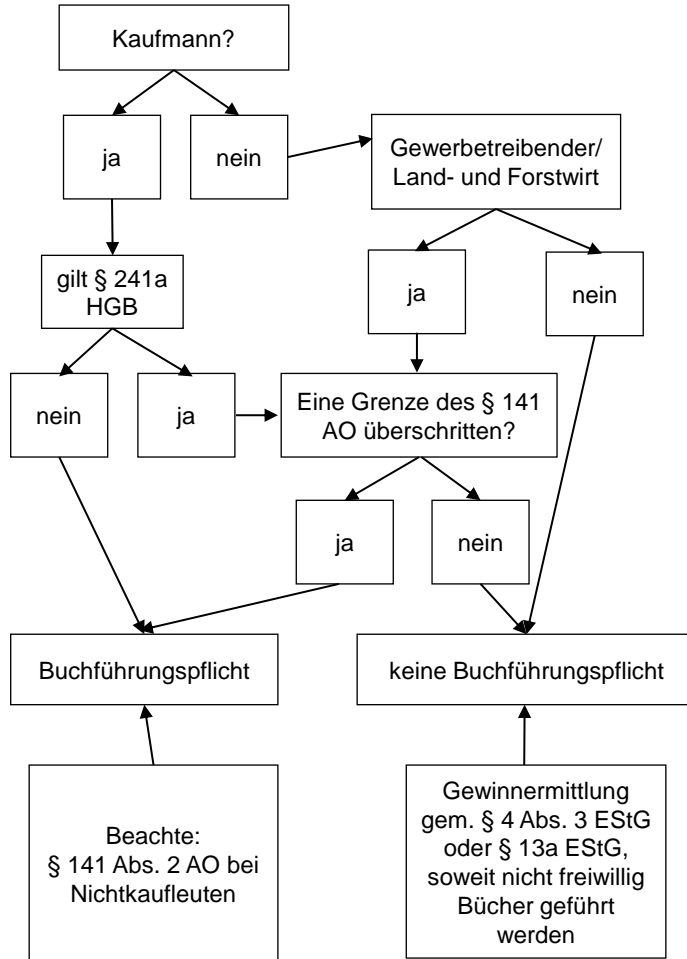 Kaufmann?
ja
nein
Gewerbetreibender/
Land- und Forstwirt
gilt § 241a
HGB
ja
nein
nein
ja
Eine Grenze des § 141
AO überschritten?
ja
nein
Buchführungspflicht
keine Buchführungspflicht
Beachte:
§ 141 Abs. 2 AO bei
Nichtkaufleuten
Gewinnermittlung
gem. § 4 Abs. 3 EStG
oder § 13a EStG,
soweit nicht freiwillig
Bücher geführt
werden